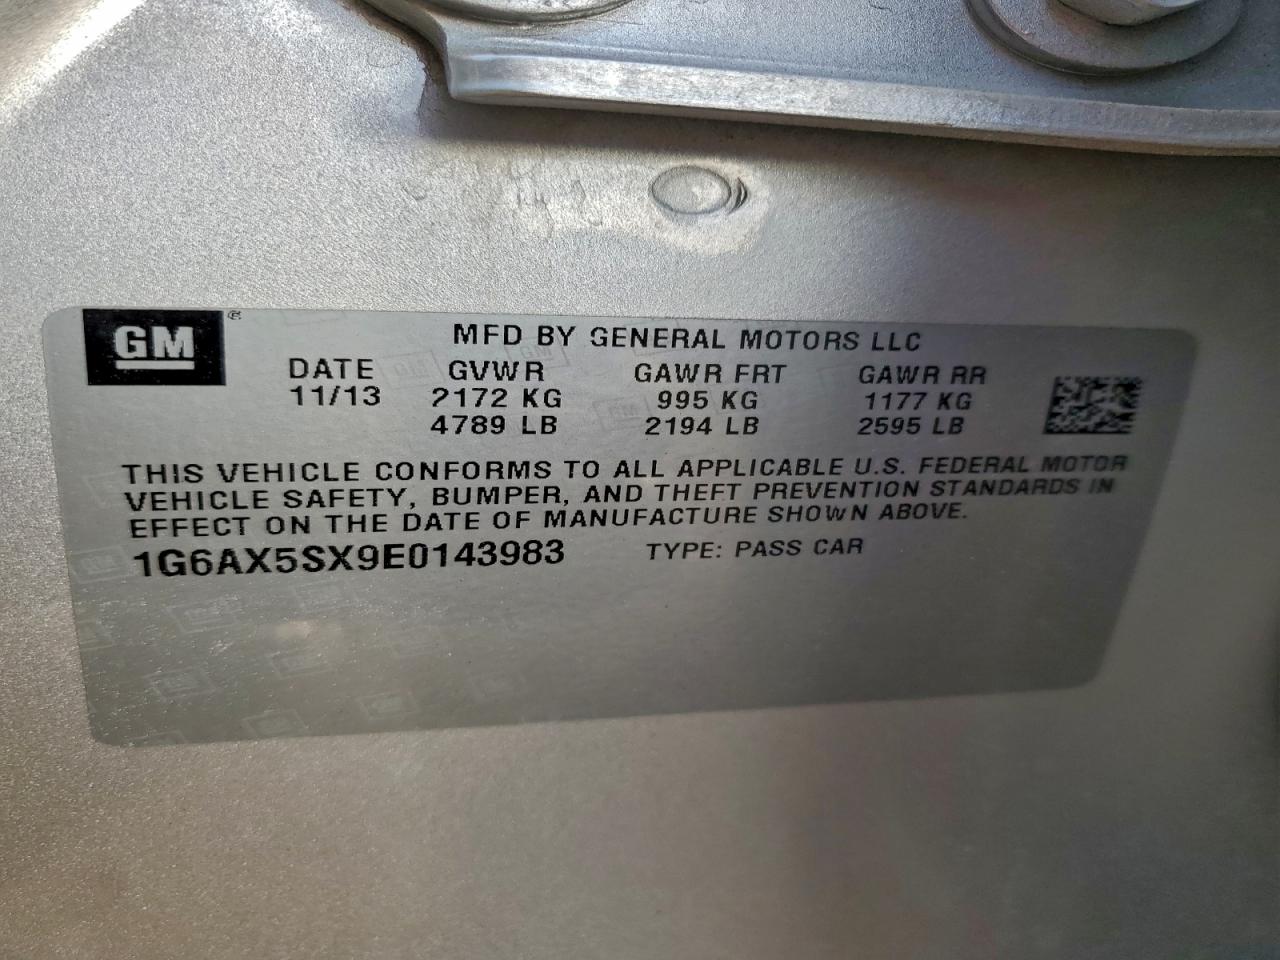 GM
MFD BY GENERAL MOTORS LLC
DATE GVWR GAWR FRT GAWR RR
11/13 2172 KG 995 KG 1177 KG
4789 LB 2194 LB 2595 LB
THIS VEHICLE CONFORMS TO ALL APPLICABLE U.S. FEDERAL MOTOR
VEHICLE SAFETY, BUMPER, AND THEFT PREVENTION STANDARDS IN
EFFECT ON THE DATE OF MANUFACTURE SHOWN ABOVE.
1G6AX5SX9E0143983 TYPE: PASS CAR